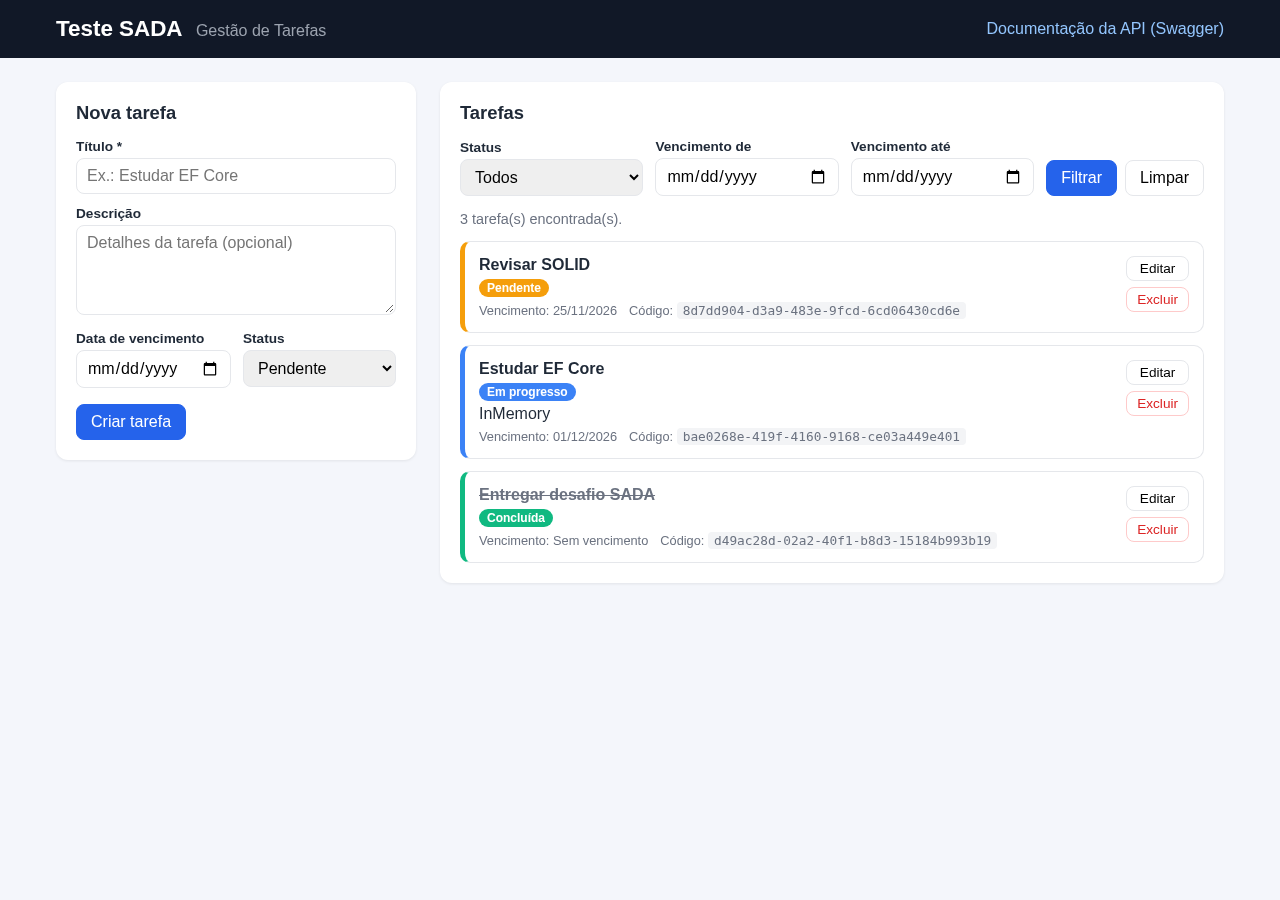 Teste SADA Gestão de Tarefas
Documentação da API (Swagger)
Nova tarefa
Título *
Ex.: Estudar EF Core
Descrição
Detalhes da tarefa (opcional)
Data de vencimento Status
mm/dd/yyyy Pendente
Criar tarefa
Tarefas
Status Vencimento de Vencimento até
Todos mm/dd/yyyy mm/dd/yyyy Filtrar Limpar
3 tarefa(s) encontrada(s).
Revisar SOLID
Pendente
Vencimento: 25/11/2026 Código: 8d7dd904-d3a9-483e-9fcd-6cd06430cd6e
Editar
Excluir
Estudar EF Core
Em progresso
InMemory
Vencimento: 01/12/2026 Código: bae0268e-419f-4160-9168-ce03a449e401
Editar
Excluir
Entregar desafio SADA
Concluída
Vencimento: Sem vencimento Código: d49ac28d-02a2-40f1-b8d3-15184b993b19
Editar
Excluir